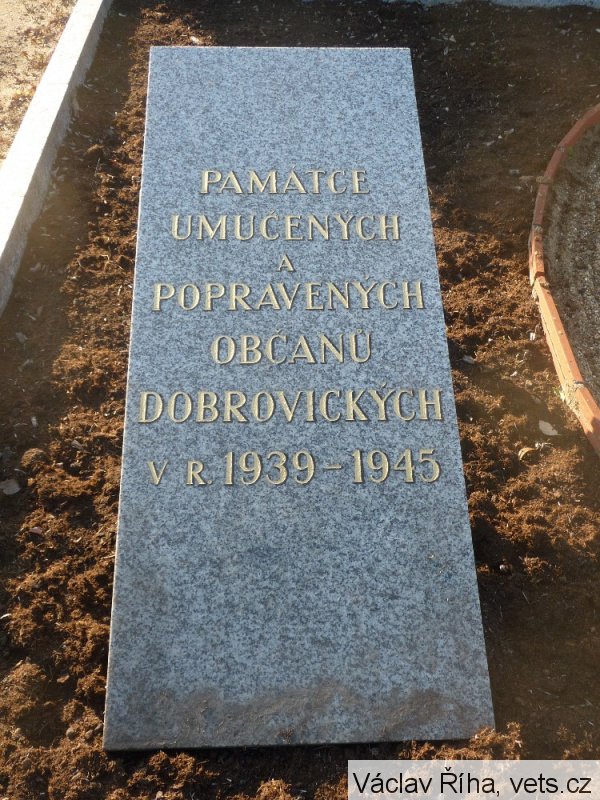 PAMÁTCE
UMUČENÝCH
A
POPRAVENÝCH
OBČANŮ
DOBROVICKÝCH
V R. 1939-1945
Václav Říha, vets.cz